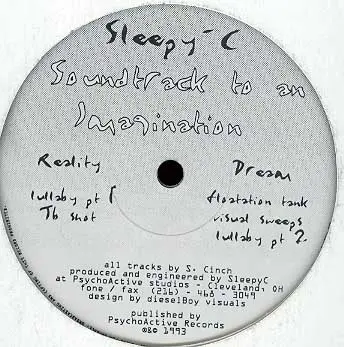 Sleepy-C
Soundtrack to an
Imagination
Reality
lullaby pt 1
Tb shot
Dream
floatation tank
visual sweeps
lullaby pt 2.
all tracks by S. Cinch
produced and engineered by SleepyC
at PsychoActive studios - Cleveland, OH
fone / fax (216) - 468 - 3049
design by dieselBoy visuals
published by
PsychoActive Records
℗© 1993